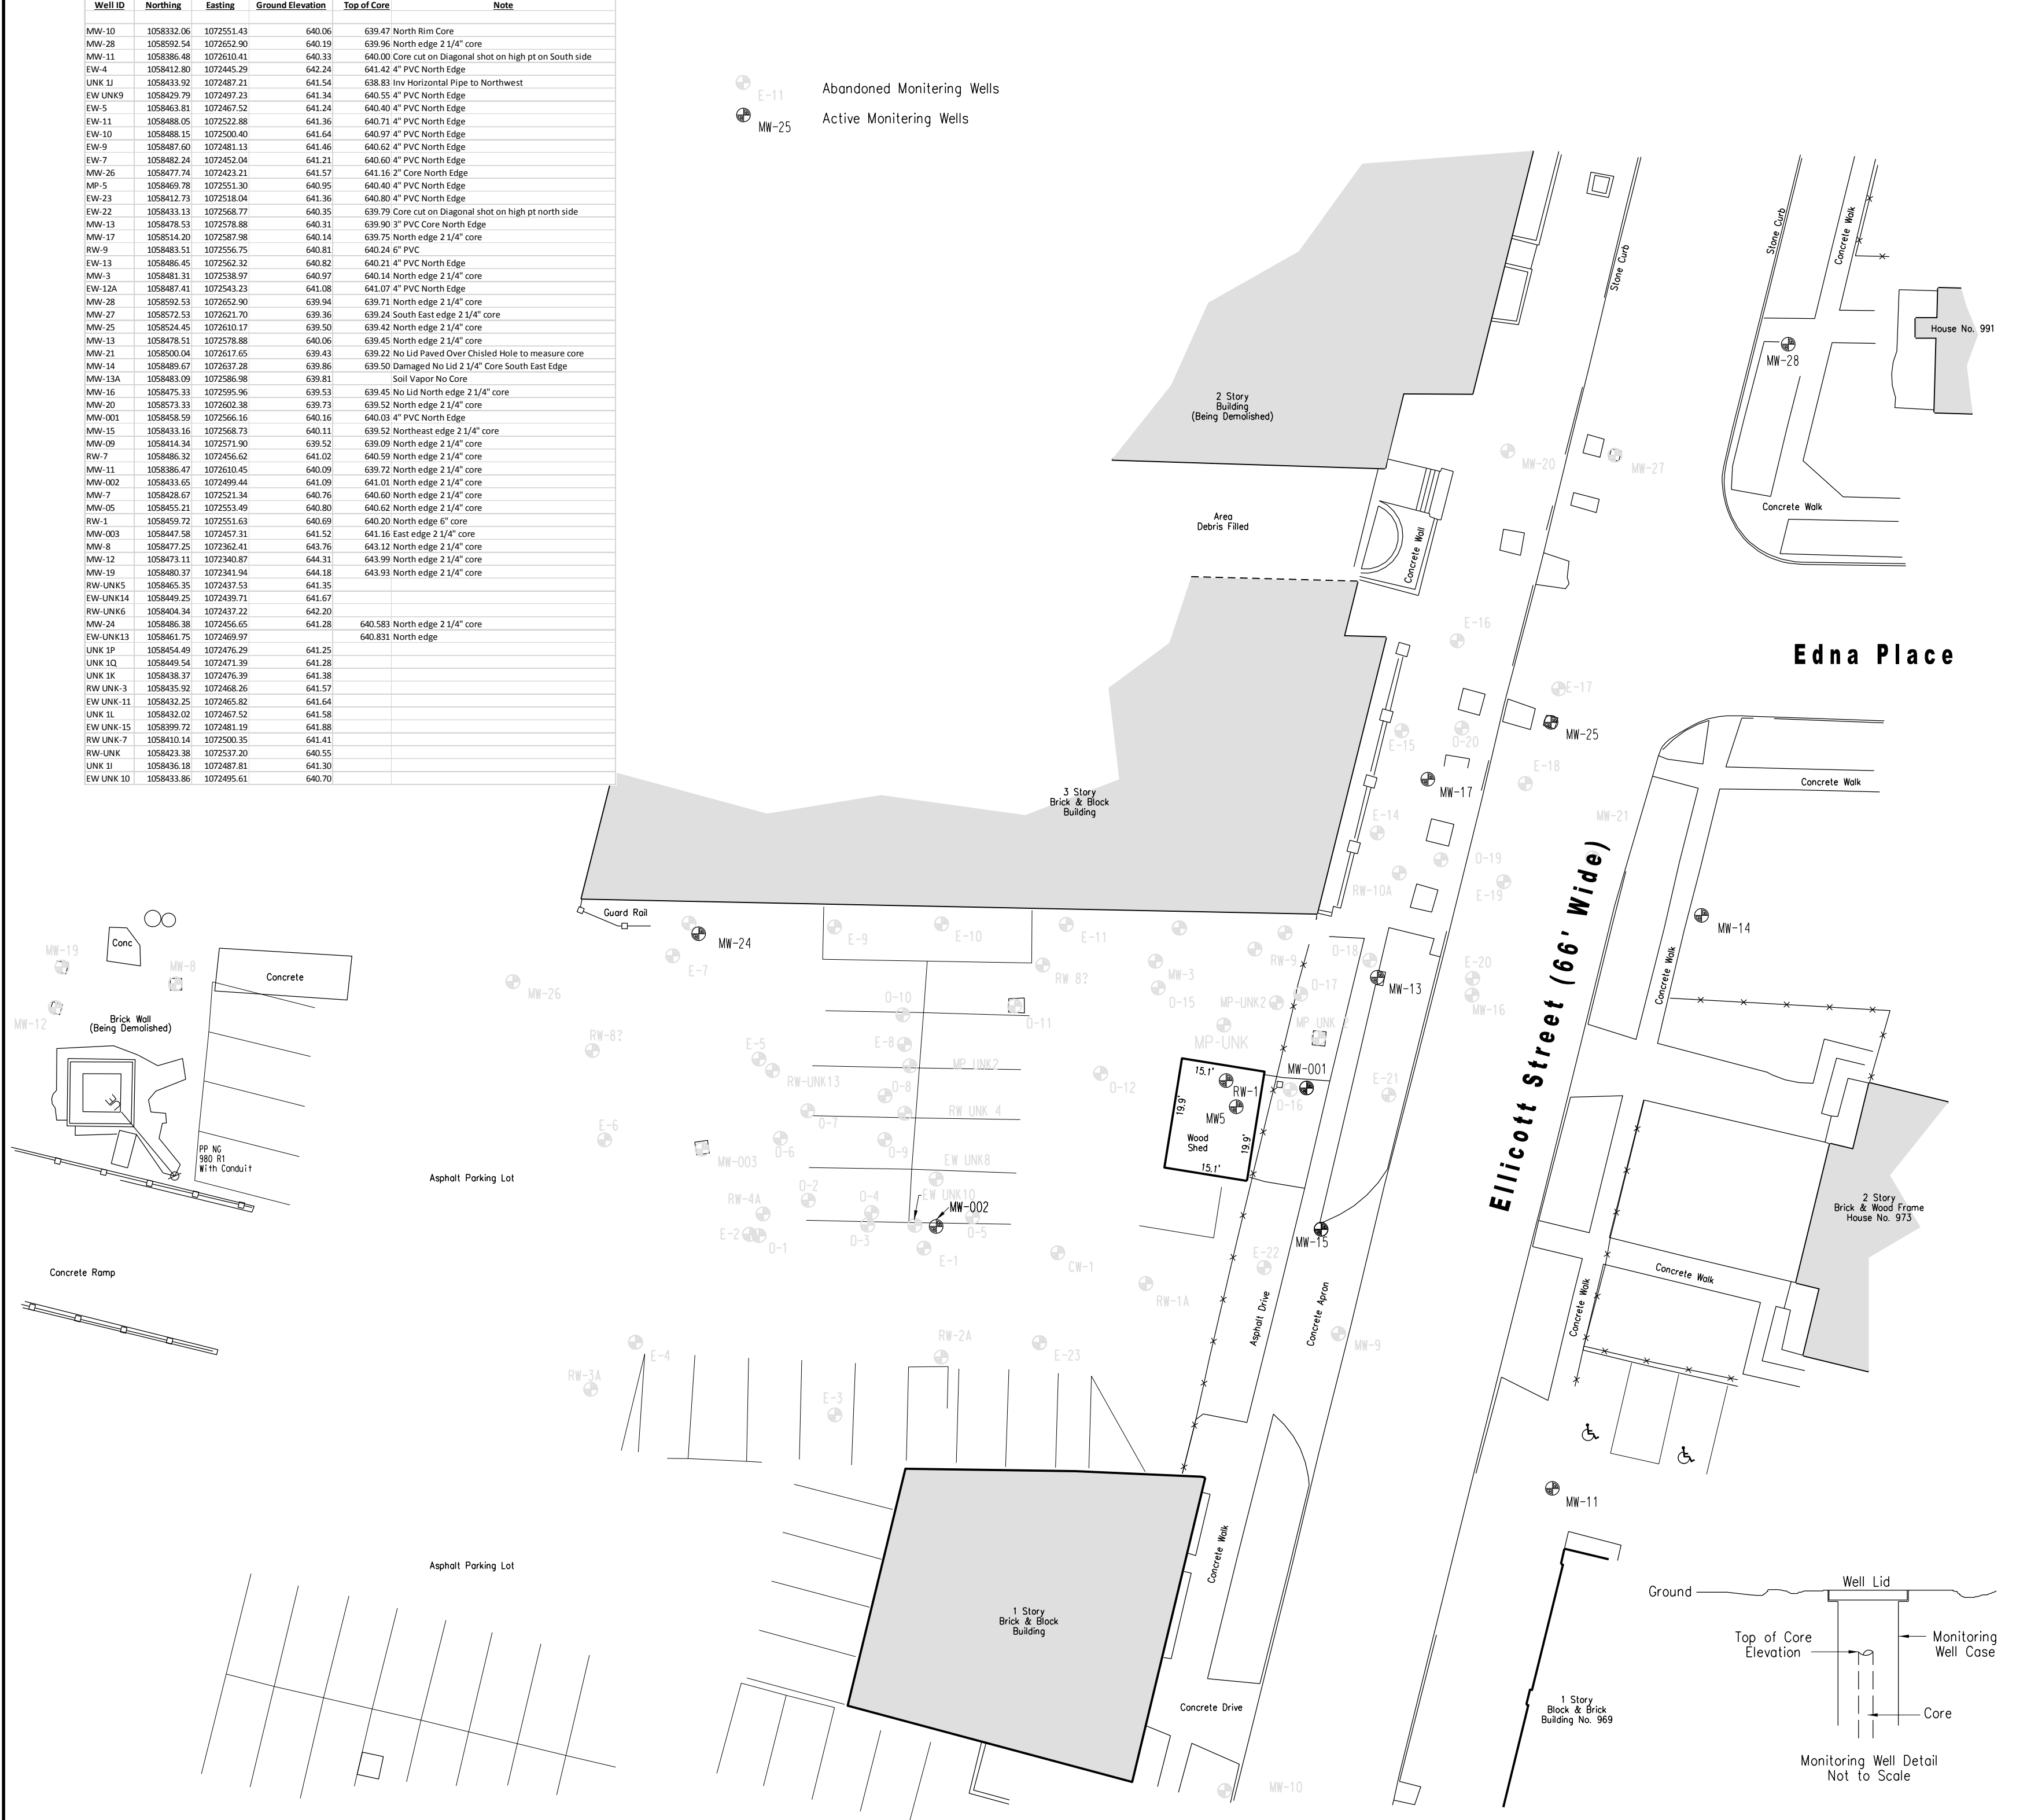 Well ID Northing Easting Ground Elevation Top of Core Note
MW-10 1058332.06 1072551.43 640.06 639.47 North Rim Core
MW-28 1058592.54 1072652.90 640.19 639.96 North edge 2 1/4" core
MW-11 1058386.48 1072610.41 640.33 640.00 Core cut on Diagonal shot on high pt on South side
EW-4 1058412.80 1072445.29 642.24 641.42 4" PVC North Edge
UNK 1J 1058433.92 1072487.21 641.54 638.83 Inv Horizontal Pipe to Northwest
EW UNK9 1058429.79 1072497.23 641.34 640.55 4" PVC North Edge
EW-5 1058463.81 1072467.52 641.24 640.40 4" PVC North Edge
EW-11 1058488.05 1072522.88 641.36 640.71 4" PVC North Edge
EW-10 1058488.15 1072500.40 641.64 640.97 4" PVC North Edge
EW-9 1058487.60 1072481.13 641.46 640.62 4" PVC North Edge
EW-7 1058482.24 1072452.04 641.21 640.60 4" PVC North Edge
MW-26 1058477.74 1072423.21 641.57 641.16 2" Core North Edge
MP-5 1058469.78 1072551.30 640.95 640.40 4" PVC North Edge
EW-23 1058412.73 1072518.04 641.36 640.80 4" PVC North Edge
EW-22 1058433.13 1072568.77 640.35 639.79 Core cut on Diagonal shot on high pt north side
MW-13 1058478.53 1072578.88 640.31 639.90 3" PVC Core North Edge
MW-17 1058514.20 1072587.98 640.14 639.75 North edge 2 1/4" core
RW-9 1058483.51 1072556.75 640.81 640.24 6" PVC
EW-13 1058486.45 1072562.32 640.82 640.21 4" PVC North Edge
MW-3 1058481.31 1072538.97 640.97 640.14 North edge 2 1/4" core
EW-12A 1058487.41 1072543.23 641.08 641.07 4" PVC North Edge
MW-28 1058592.53 1072652.90 639.94 639.71 North edge 2 1/4" core
MW-27 1058572.53 1072621.70 639.36 639.24 South East edge 2 1/4" core
MW-25 1058524.45 1072610.17 639.50 639.42 North edge 2 1/4" core
MW-13 1058478.51 1072578.88 640.06 639.45 North edge 2 1/4" core
MW-21 1058500.04 1072617.65 639.43 639.22 No Lid Paved Over Chisled Hole to measure core
MW-14 1058489.67 1072637.28 639.86 639.50 Damaged No Lid 2 1/4" Core South East Edge
MW-13A 1058483.09 1072586.98 639.81 Soil Vapor No Core
MW-16 1058475.33 1072595.96 639.53 639.45 No Lid North edge 2 1/4" core
MW-20 1058573.33 1072602.38 639.73 639.52 North edge 2 1/4" core
MW-001 1058458.59 1072566.16 640.16 640.03 4" PVC North Edge
MW-15 1058433.16 1072568.73 640.11 639.52 Northeast edge 2 1/4" core
MW-09 1058414.34 1072571.90 639.52 639.09 North edge 2 1/4" core
RW-7 1058486.32 1072456.62 641.02 640.59 North edge 2 1/4" core
MW-11 1058386.47 1072610.45 640.09 639.72 North edge 2 1/4" core
MW-002 1058433.65 1072499.44 641.09 641.01 North edge 2 1/4" core
MW-7 1058428.67 1072521.34 640.76 640.60 North edge 2 1/4" core
MW-05 1058455.21 1072553.49 640.80 640.62 North edge 2 1/4" core
RW-1 1058459.72 1072551.63 640.69 640.20 North edge 6" core
MW-003 1058447.58 1072457.31 641.52 641.16 East edge 2 1/4" core
MW-8 1058477.25 1072362.41 643.76 643.12 North edge 2 1/4" core
MW-12 1058473.11 1072340.87 644.31 643.99 North edge 2 1/4" core
MW-19 1058480.37 1072341.94 644.18 643.93 North edge 2 1/4" core
RW-UNK5 1058465.35 1072437.53 641.35
EW-UNK14 1058449.25 1072439.71 641.67
RW-UNK6 1058404.34 1072437.22 642.20
MW-24 1058486.38 1072456.65 641.28 640.583 North edge 2 1/4" core
EW-UNK13 1058461.75 1072469.97 640.831 North edge
UNK 1P 1058454.49 1072476.29 641.25
UNK 1Q 1058449.54 1072471.39 641.28
UNK 1K 1058438.37 1072476.39 641.38
RW UNK-3 1058435.92 1072468.26 641.57
EW UNK-11 1058432.25 1072465.82 641.64
UNK 1L 1058432.02 1072467.52 641.58
EW UNK-15 1058399.72 1072481.19 641.88
RW UNK-7 1058410.14 1072500.35 641.41
RW-UNK 1058423.38 1072537.20 640.55
UNK 1I 1058436.18 1072487.81 641.30
EW UNK 10 1058433.86 1072495.61 640.70
E-11 Abandoned Monitering Wells
MW-25 Active Monitering Wells
Stone Curb
Stone Curb
Concrete Walk
House No. 991
MW-28
2 Story
Building
(Being Demolished)
MW-20
MW-27
Concrete Walk
Area
Debris Filled
Concrete Wall
E-16
Edna Place
E-17
MW-25
E-15
O-20
E-18
Concrete Walk
MW-17
3 Story
Brick & Block
Building
E-14
MW-21
O-19
RW-10A
E-19
Ellicott Street (66' Wide)
Guard Rail
MW-24
E-9
E-10
E-11
MW-14
Conc
MW-19
MW-8
Concrete
E-7
RW 8?
MW-3
RW-9
O-18
E-20
MW-13
Concrete Walk
MW-26
O-10
O-15
MP-UNK2
O-17
MW-16
MW-12
Brick Wall
(Being Demolished)
O-11
MP UNK 2
RW-8?
E-5
E-8
MP-UNK
MP UNK2
RW-UNK13
O-8
O-12
15.1'
RW-1
MW-001
O-16
E-21
19.9'
MW5
RW UNK 4
O-7
E-6
Wood
Shed
19.9'
15.1'
PP NG
980 R1
With Conduit
MW-003
O-6
O-9
EW UNK8
Asphalt Parking Lot
RW-4A
O-2
O-4
EW UNK10
MW-002
E-2
O-1
O-3
O-5
E-1
CW-1
MW-15
E-22
2 Story
Brick & Wood Frame
House No. 973
Concrete Walk
Concrete Ramp
RW-1A
Asphalt Drive
Concrete Apron
Concrete Walk
MW-9
E-4
RW-2A
E-23
RW-3A
E-3
MW-11
Asphalt Parking Lot
Concrete Walk
1 Story
Brick & Block
Building
Ground
Well Lid
Top of Core
Elevation
Monitoring
Well Case
Core
Concrete Drive
1 Story
Block & Brick
Building No. 969
Monitoring Well Detail
Not to Scale
MW-10